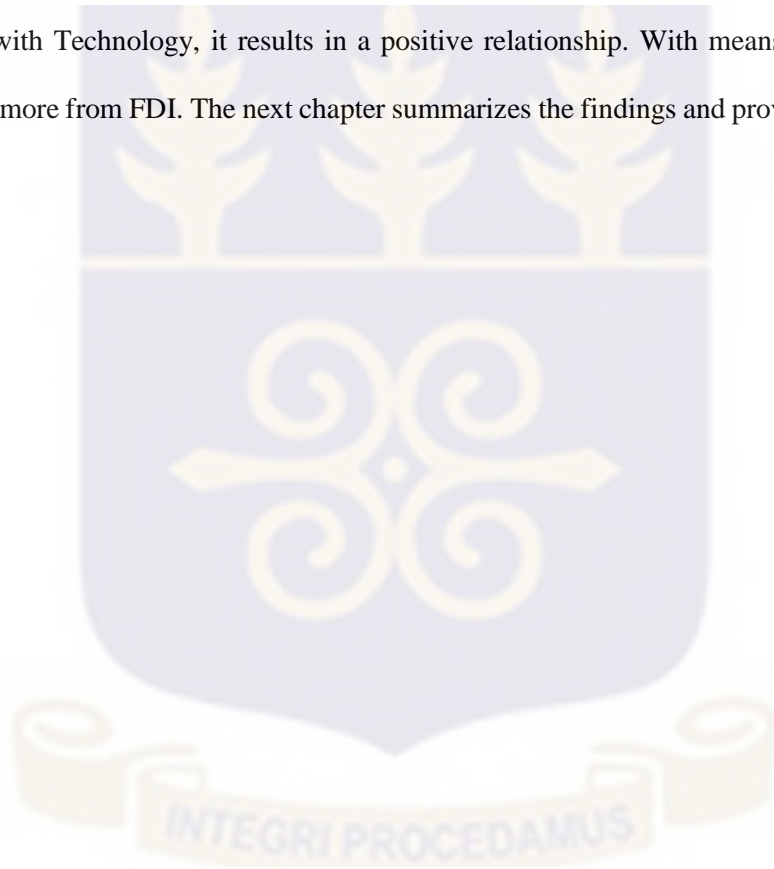 with Technology, it results in a positive relationship. With means
more from FDI. The next chapter summarizes the findings and
INTEGRI PROCEDAMUS